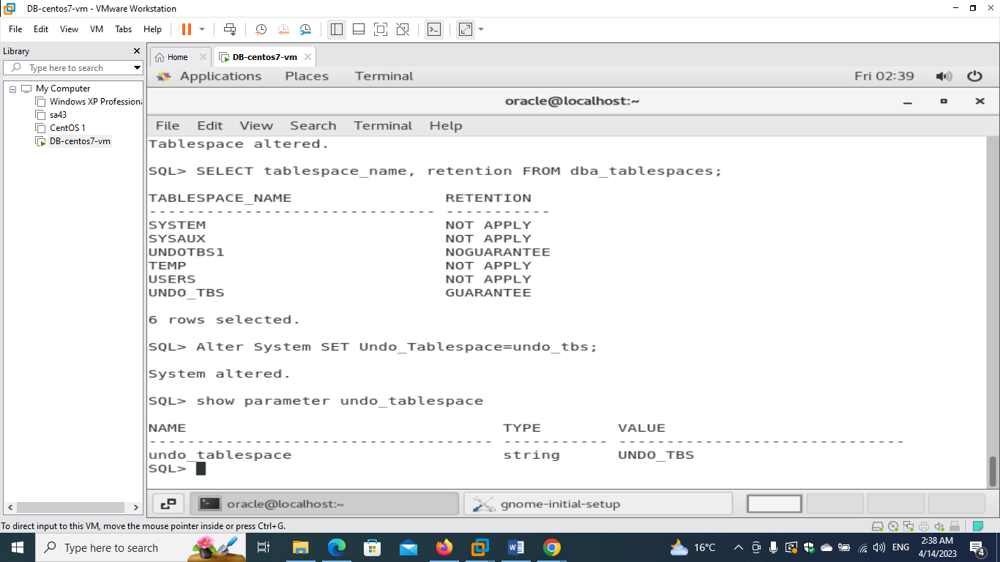 DB-centos7-vm - VMware Workstation
File Edit View VM Tabs Help
Library
Type here to search
My Computer
Windows XP Professiona
sa43
CentOS 1
DB-centos7-vm
Home
DB-centos7-vm
Applications Places Terminal Fri 02:39
oracle@localhost:~
File Edit View Search Terminal Help
Tablespace altered.
SQL> SELECT tablespace_name, retention FROM dba_tablespaces;
TABLESPACE_NAME RETENTION
------------------------------ -----------
SYSTEM NOT APPLY
SYSAUX NOT APPLY
UNDOTBS1 NOGUARANTEE
TEMP NOT APPLY
USERS NOT APPLY
UNDO_TBS GUARANTEE
6 rows selected.
SQL> Alter System SET Undo_Tablespace=undo_tbs;
System altered.
SQL> show parameter undo_tablespace
NAME TYPE VALUE
------------------------------------ ----------- ------------------------------
undo_tablespace string UNDO_TBS
SQL>
oracle@localhost:~ gnome-initial-setup
To direct input to this VM, move the mouse pointer inside or press Ctrl+G.
Type here to search
16°C
ENG
2:38 AM
4/14/2023
4